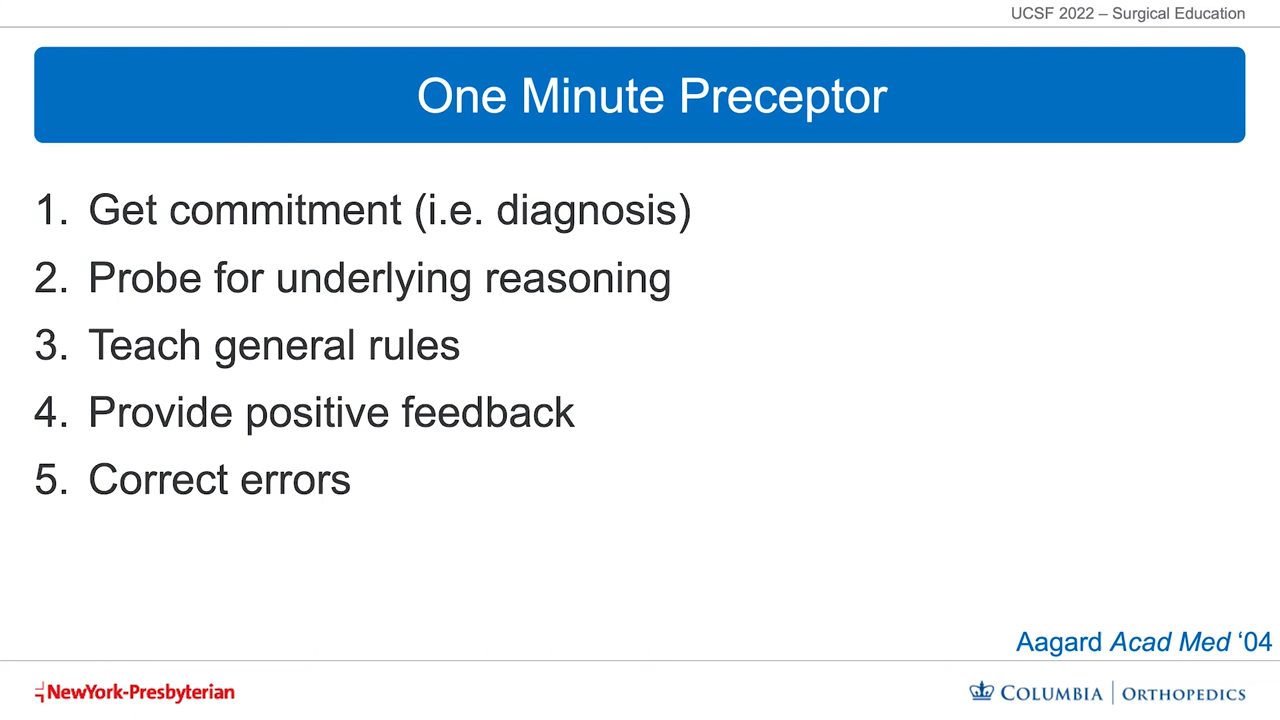 UCSF 2022 – Surgical Education
One Minute Preceptor
1. Get commitment (i.e. diagnosis)
2. Probe for underlying reasoning
3. Teach general rules
4. Provide positive feedback
5. Correct errors
Aagard Acad Med ‘04
NewYork-Presbyterian
Columbia | Orthopedics